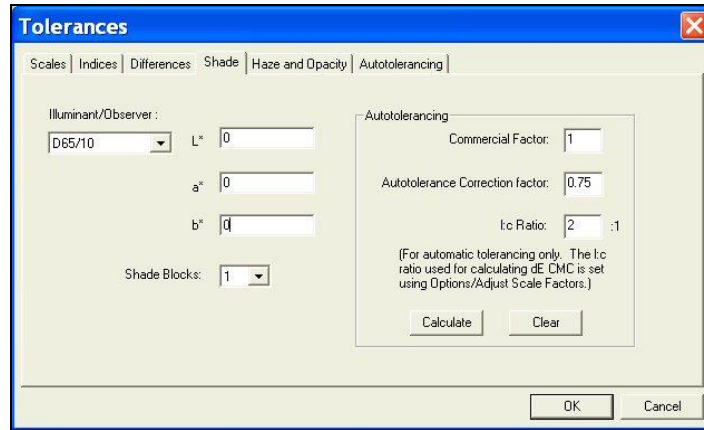 Tolerances
Scales Indices Differences Shade Haze and Opacity Autotolerancing
Illuminant/Observer :
D65/10
L* 0
a* 0
b* 0
Shade Blocks: 1
Autotolerancing
Commercial Factor: 1
Autotolerance Correction factor: 0.75
l:c Ratio: 2 :1
(For automatic tolerancing only. The l:c
ratio used for calculating dE CMC is set
using Options/Adjust Scale Factors.)
Calculate Clear
OK Cancel